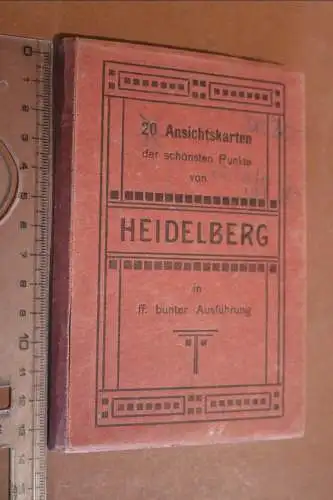 20 Ansichtskarten
der schönsten Punkte
von
HEIDELBERG
in
ff. bunter Ausführung